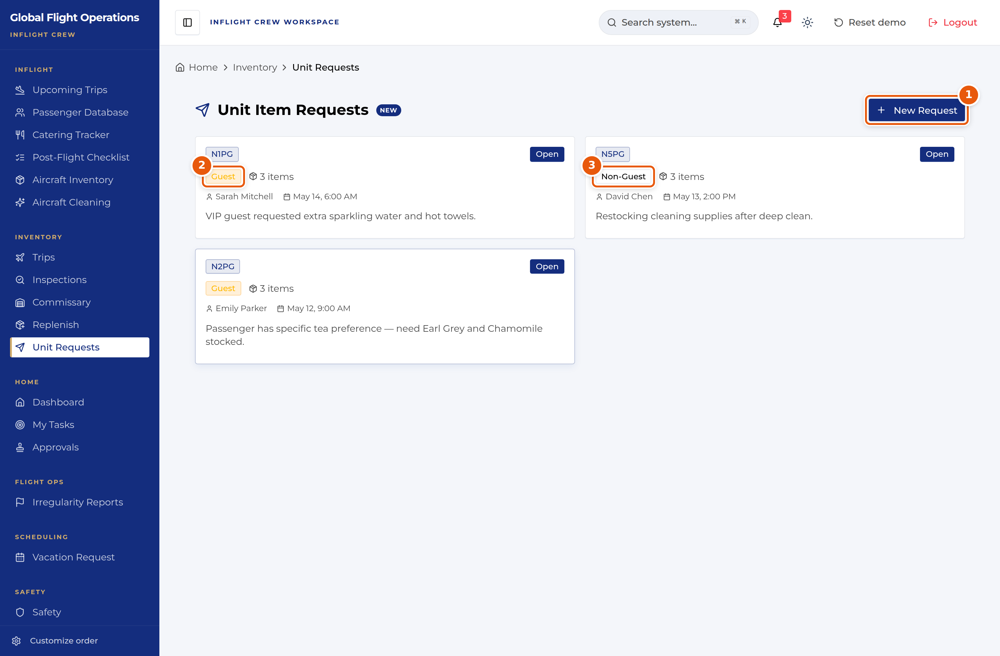 Global Flight Operations
INFLIGHT CREW
INFLIGHT
Upcoming Trips
Passenger Database
Catering Tracker
Post-Flight Checklist
Aircraft Inventory
Aircraft Cleaning
INVENTORY
Trips
Inspections
Commissary
Replenish
Unit Requests
HOME
Dashboard
My Tasks
Approvals
FLIGHT OPS
Irregularity Reports
SCHEDULING
Vacation Request
SAFETY
Safety
Customize order
INFLIGHT CREW WORKSPACE
Search system... ⌘ K
3
Reset demo
Logout
Home > Inventory > Unit Requests
Unit Item Requests NEW
1
+ New Request
N1PG Open
2
Guest 3 items
Sarah Mitchell May 14, 6:00 AM
VIP guest requested extra sparkling water and hot towels.
N5PG Open
3
Non-Guest 3 items
David Chen May 13, 2:00 PM
Restocking cleaning supplies after deep clean.
N2PG Open
Guest 3 items
Emily Parker May 12, 9:00 AM
Passenger has specific tea preference — need Earl Grey and Chamomile
stocked.